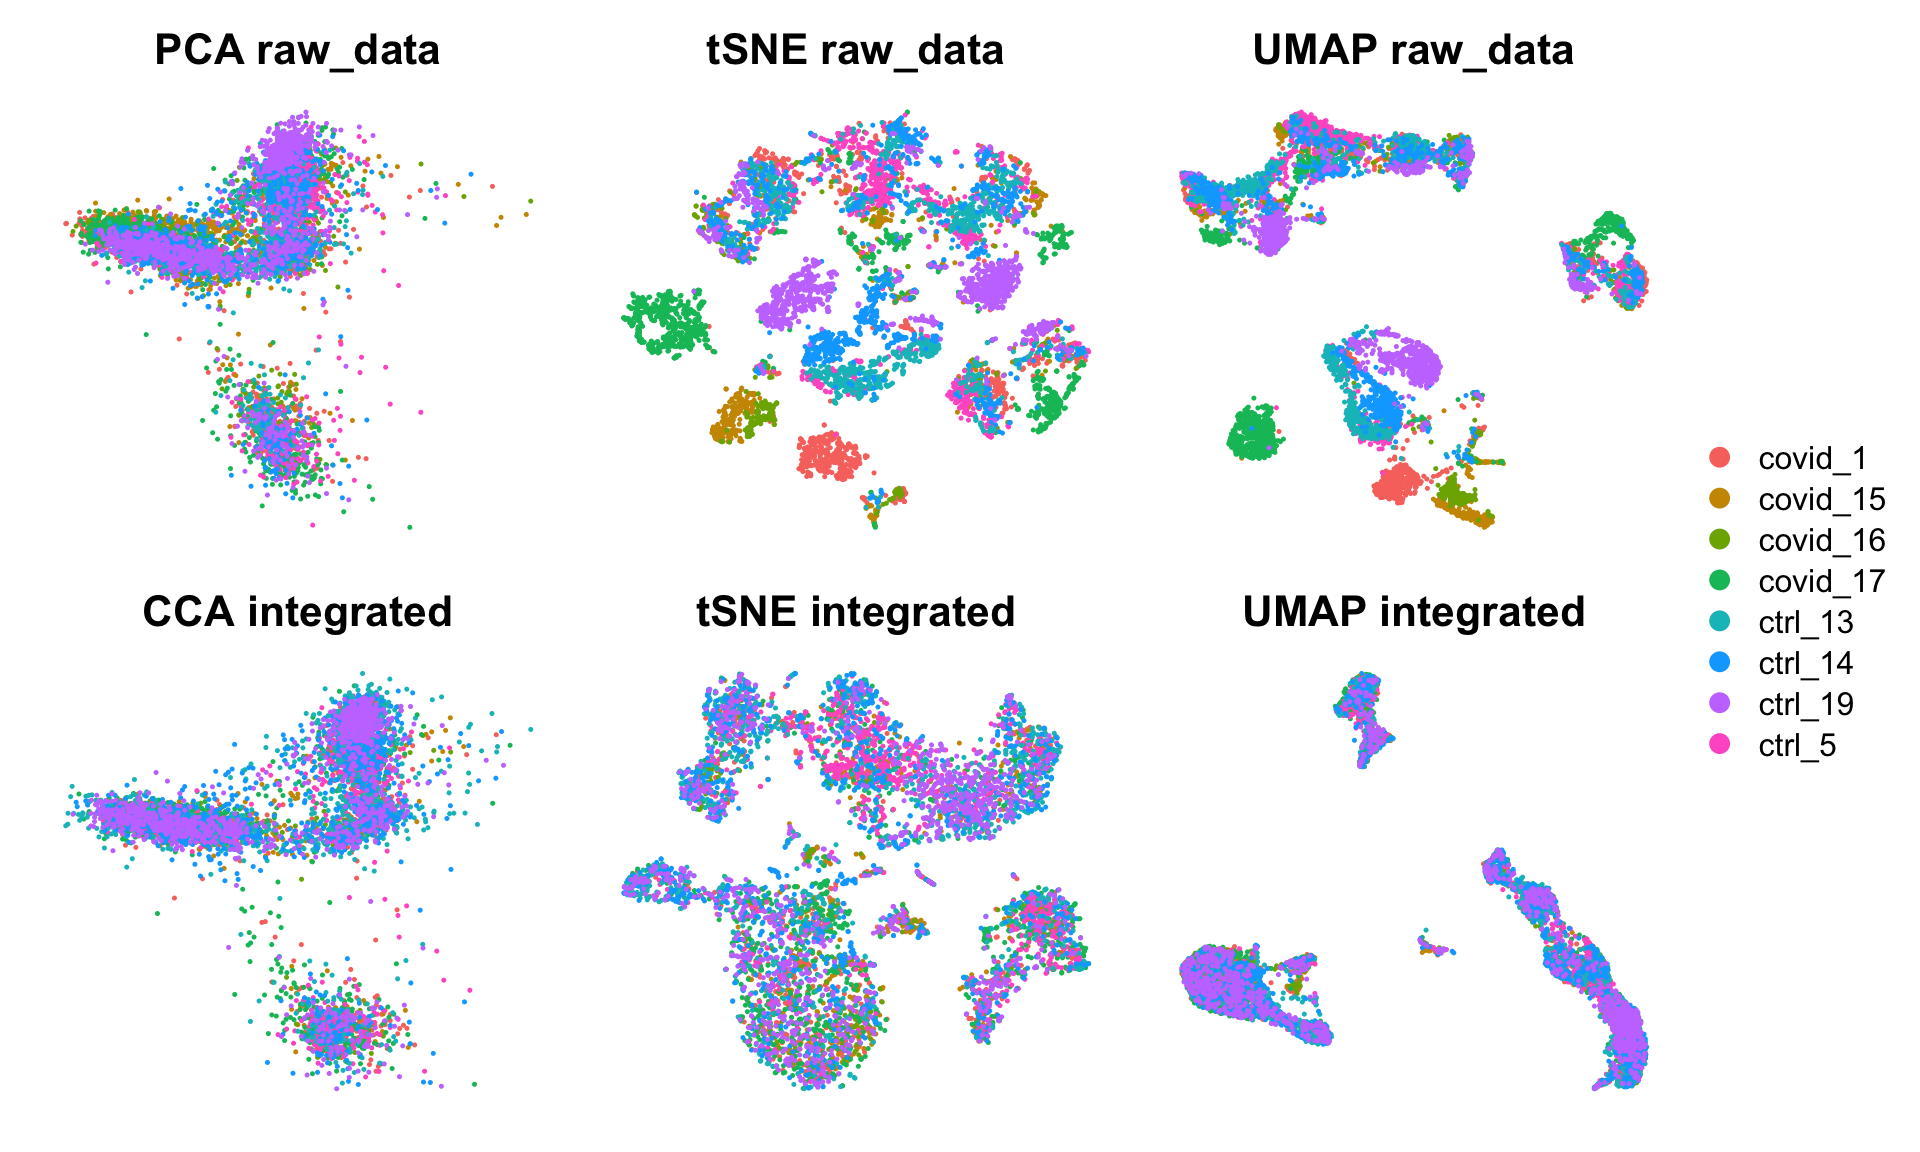 PCA raw_data
tSNE raw_data
UMAP raw_data
covid_1
covid_15
covid_16
covid_17
ctrl_13
ctrl_14
ctrl_19
ctrl_5
CCA integrated
tSNE integrated
UMAP integrated